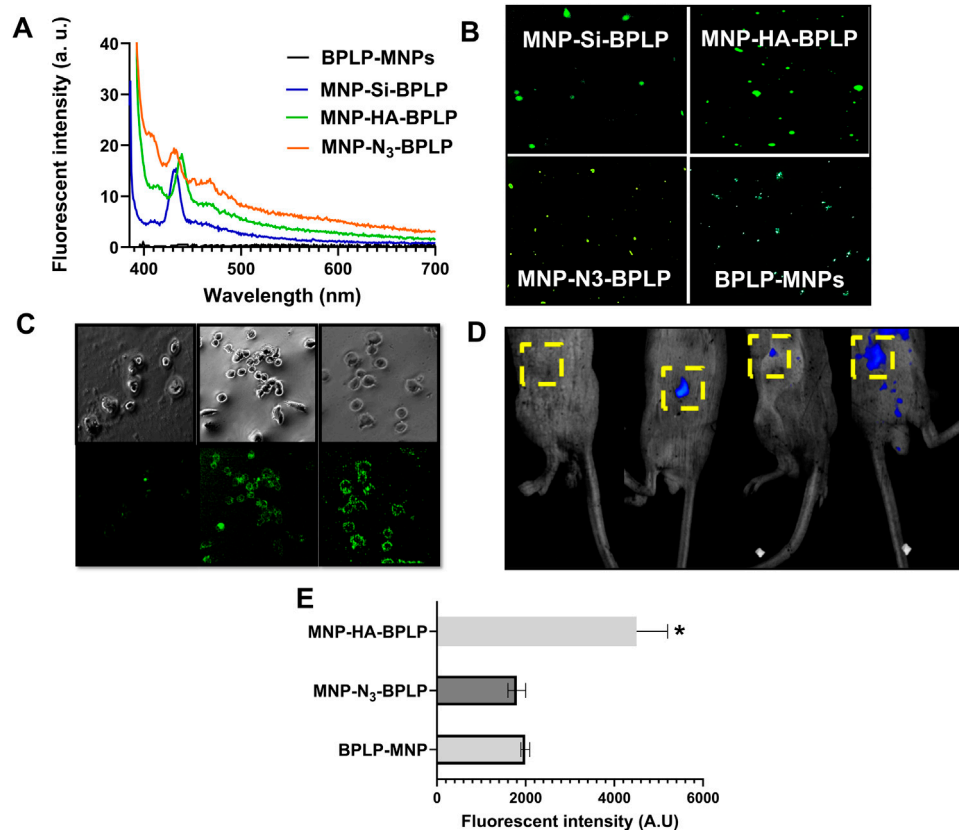 A
Fluorescent intensity (a. u.)
40
30
20
10
0
400
500
600
700
Wavelength (nm)
BPLP-MNPs
MNP-Si-BPLP
MNP-HA-BPLP
MNP-N₃-BPLP
B
MNP-Si-BPLP
MNP-HA-BPLP
MNP-N3-BPLP
BPLP-MNPs
C
D
E
MNP-HA-BPLP
*
MNP-N₃-BPLP
BPLP-MNP
0
2000
4000
6000
Fluorescent intensity (A.U)